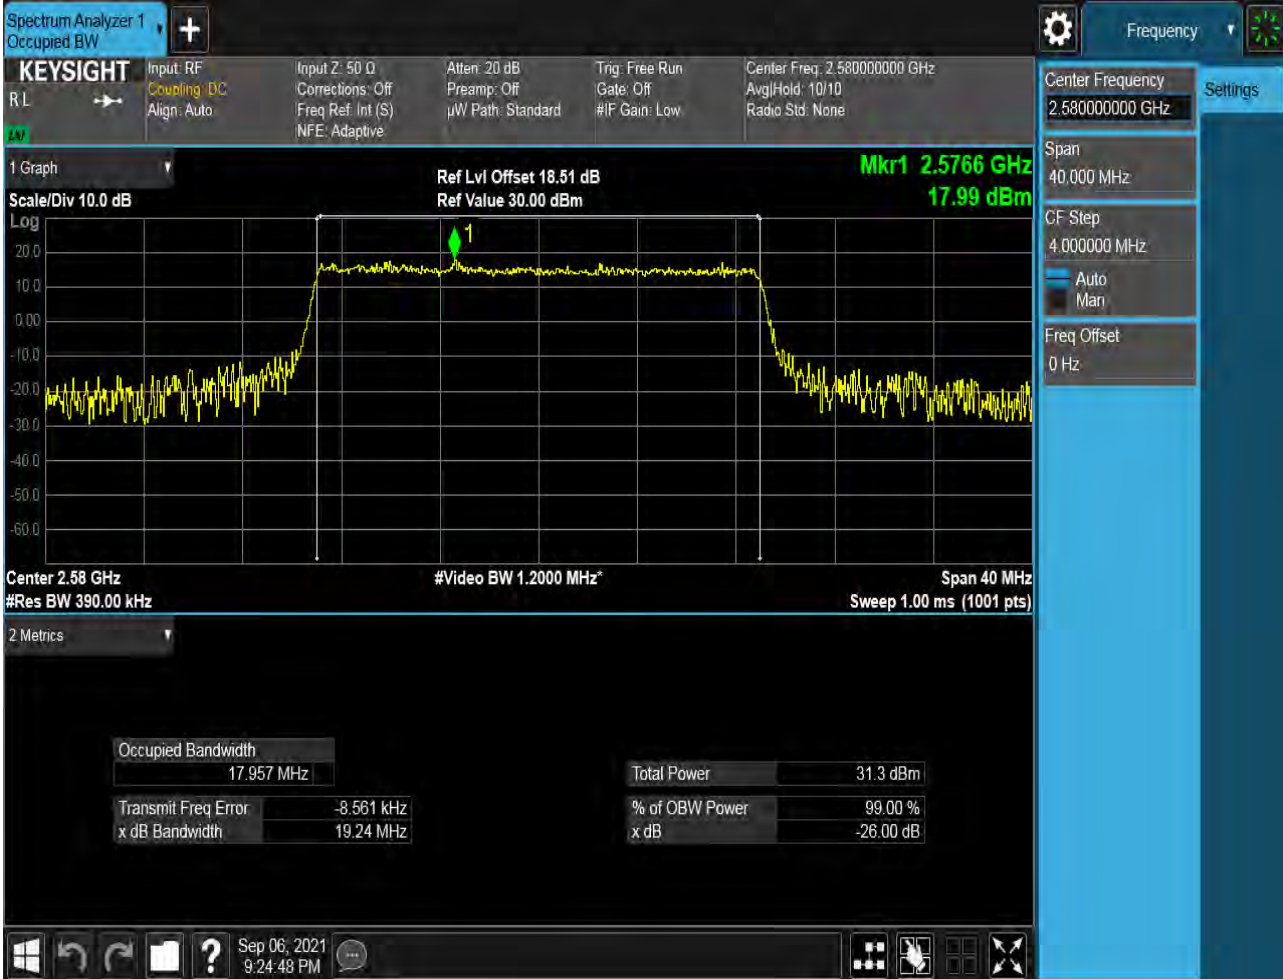 Spectrum Analyzer 1
Occupied BW
Frequency
KEYSIGHT
R L
Input: RF
Coupling: DC
Align: Auto
Input Z: 50 Ω
Corrections: Off
Freq Ref: Int (S)
NFE: Adaptive
Atten: 20 dB
Preamp: Off
µW Path: Standard
Trig: Free Run
Gate: Off
#IF Gain: Low
Center Freq: 2.580000000 GHz
Avg|Hold: 10/10
Radio Std: None
Center Frequency
2.580000000 GHz
Settings
Span
40.000 MHz
CF Step
4.000000 MHz
Auto
Man
Freq Offset
0 Hz
1 Graph
Scale/Div 10.0 dB
Ref Lvl Offset 18.51 dB
Ref Value 30.00 dBm
Mkr1 2.5766 GHz
17.99 dBm
Log
1
20.0
10.0
0.00
-10.0
-20.0
-30.0
-40.0
-50.0
-60.0
Center 2.58 GHz
#Res BW 390.00 kHz
#Video BW 1.2000 MHz*
Span 40 MHz
Sweep 1.00 ms (1001 pts)
2 Metrics
Occupied Bandwidth
17.957 MHz
Transmit Freq Error -8.561 kHz
x dB Bandwidth 19.24 MHz
Total Power 31.3 dBm
% of OBW Power 99.00 %
x dB -26.00 dB
Sep 06, 2021
9:24:48 PM